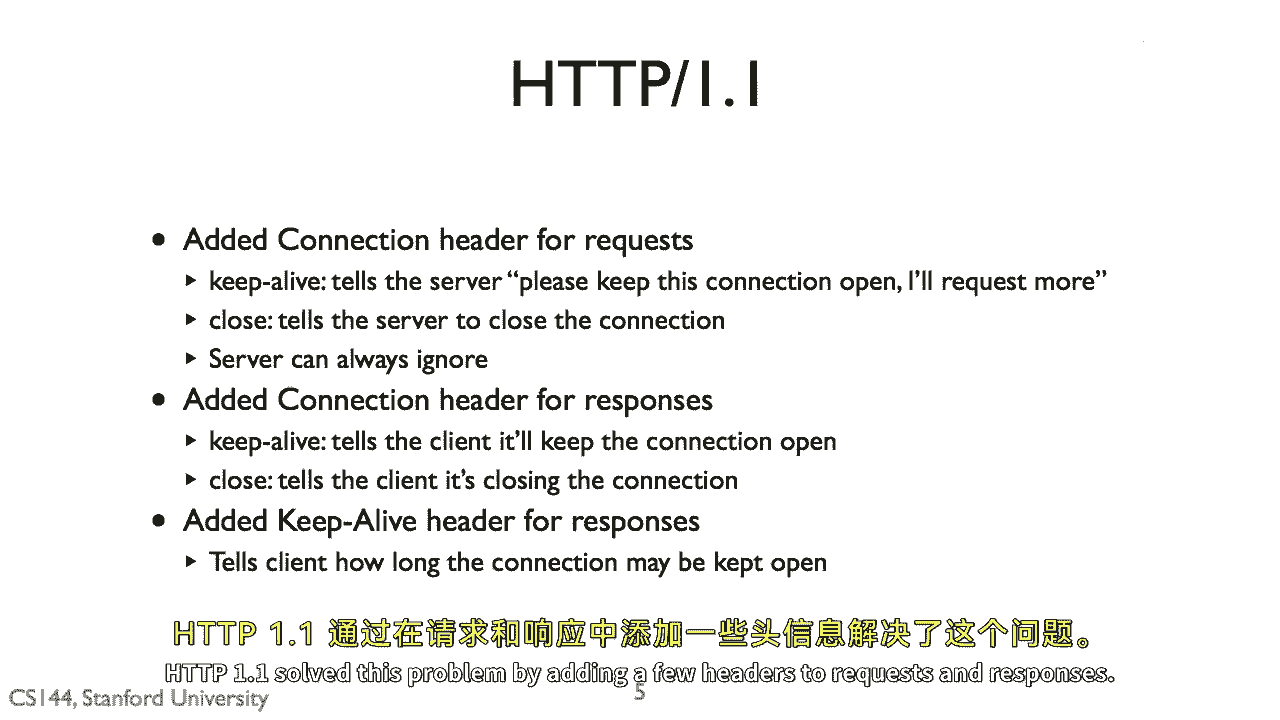 HTTP/1.1
• Added Connection header for requests
▸ keep-alive: tells the server “please keep this connection open, I’ll request more”
▸ close: tells the server to close the connection
▸ Server can always ignore
• Added Connection header for responses
▸ keep-alive: tells the client it’ll keep the connection open
▸ close: tells the client it’s closing the connection
• Added Keep-Alive header for responses
▸ Tells client how long the connection may be kept open
HTTP 1.1 通过在请求和响应中添加一些头信息解决了这个问题。
HTTP 1.1 solved this problem by adding a few headers to requests and responses.
CS144, Stanford University
5